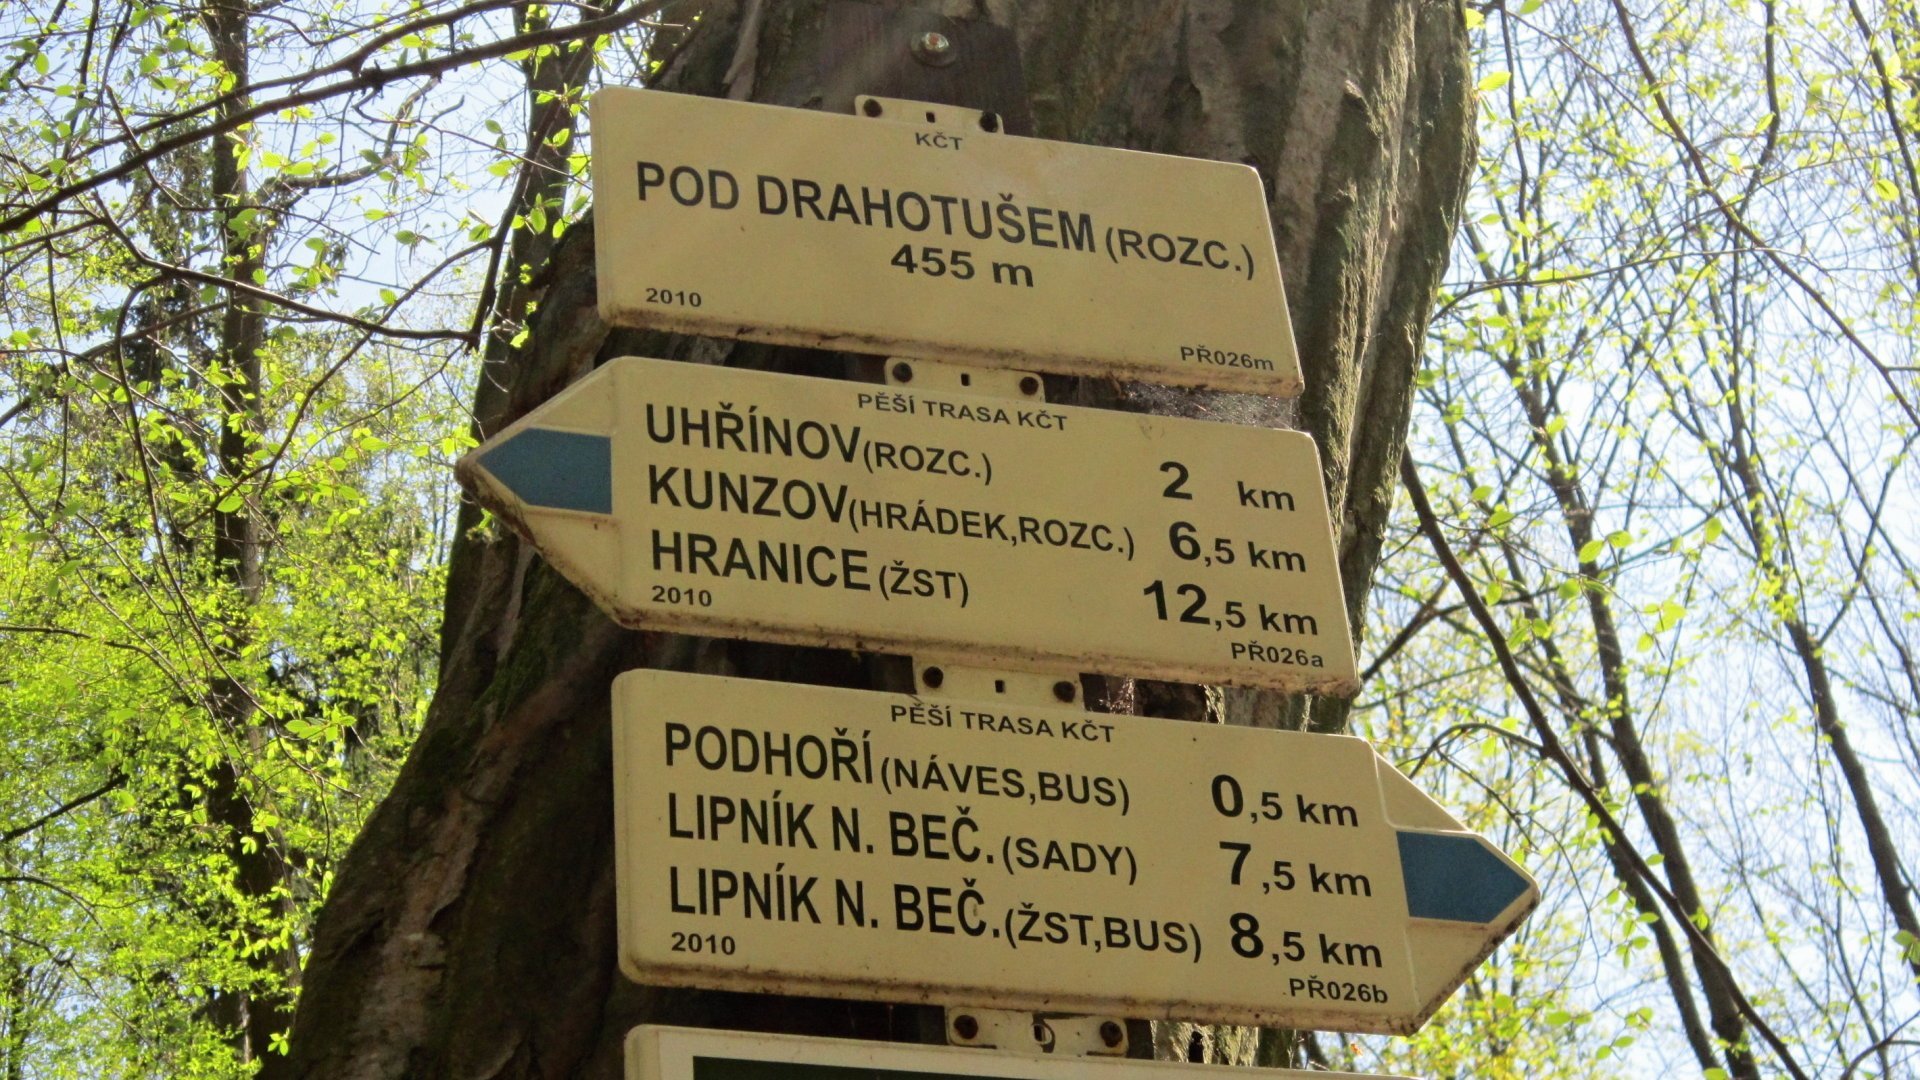 KČT
POD DRAHOTUŠEM (ROZC.)
455 m
2010
PŘ026m
PĚŠÍ TRASA KČT
UHŘÍNOV (ROZC.) 2 km
KUNZOV (HRÁDEK,ROZC.) 6,5 km
HRANICE (ŽST) 12,5 km
2010
PŘ026a
PĚŠÍ TRASA KČT
PODHOŘÍ (NÁVES,BUS) 0,5 km
LIPNÍK N. BEČ. (SADY) 7,5 km
LIPNÍK N. BEČ. (ŽST,BUS) 8,5 km
2010
PŘ026b